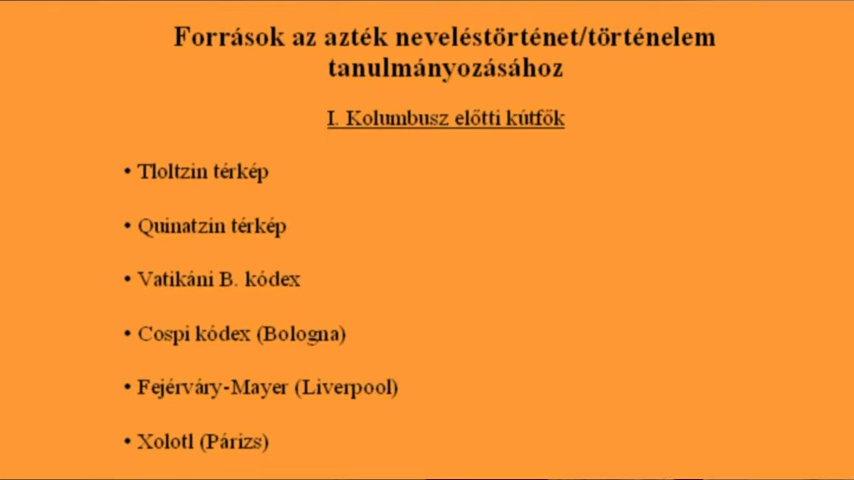 Források az azték neveléstörténet/történelem
tanulmányozásához
I. Kolumbusz előtti kútfők
• Tloltzin térkép
• Quinatzin térkép
• Vatikáni B. kódex
• Cospi kódex (Bologna)
• Fejérváry-Mayer (Liverpool)
• Xolotl (Párizs)